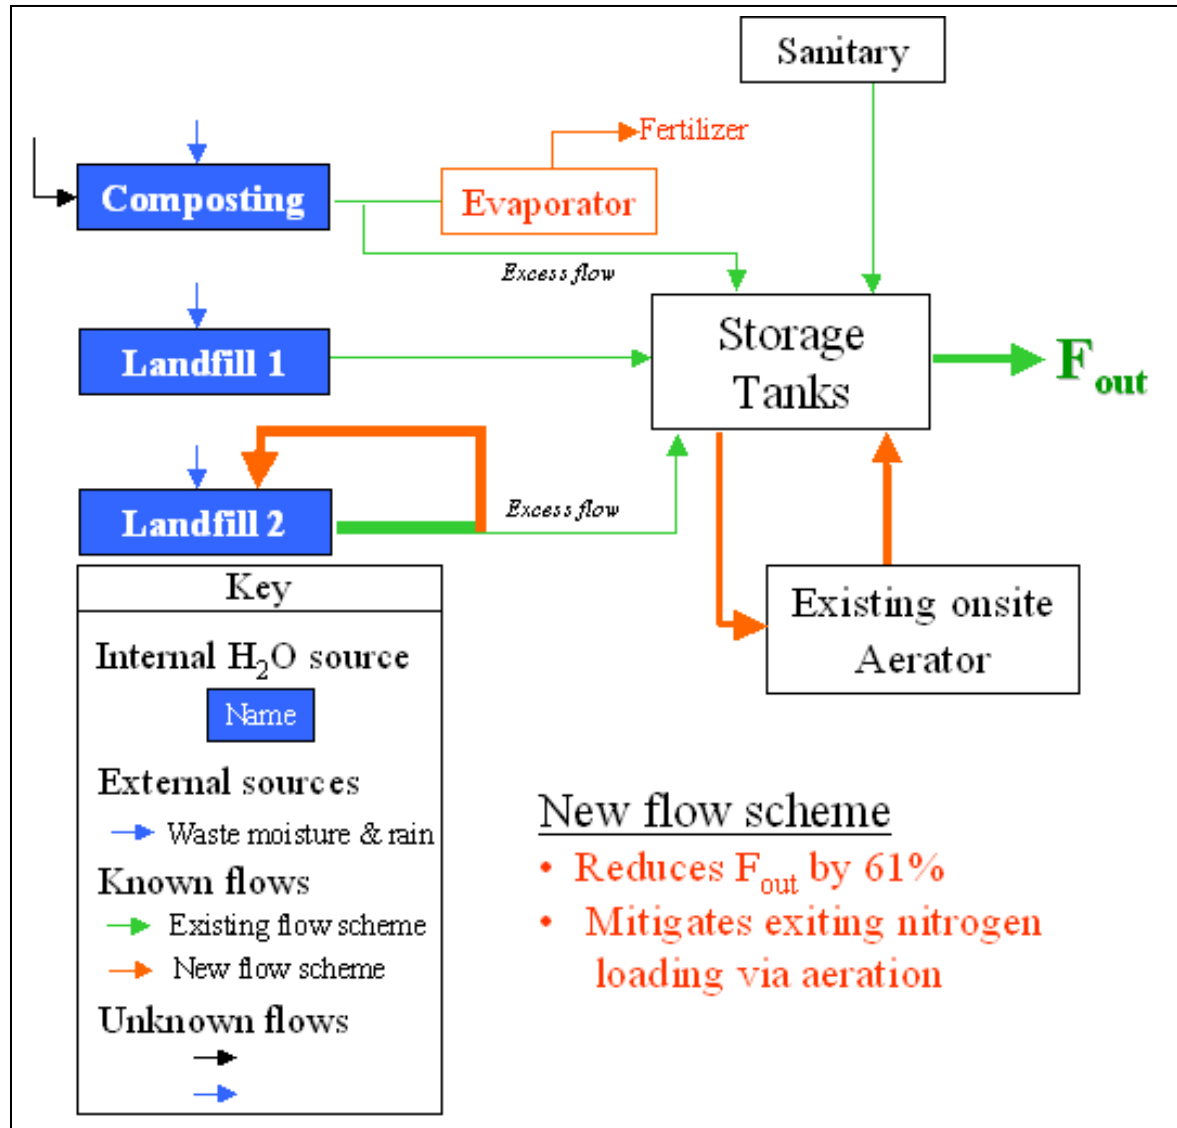 Sanitary
Fertilizer
Composting
Evaporator
Excess flow
Landfill 1
Storage
Tanks
F_out
Landfill 2
Excess flow
Existing onsite
Aerator
Key
Internal H₂O source
Name
External sources
Waste moisture & rain
Known flows
Existing flow scheme
New flow scheme
Unknown flows
New flow scheme
• Reduces F_out by 61%
• Mitigates exiting nitrogen
loading via aeration